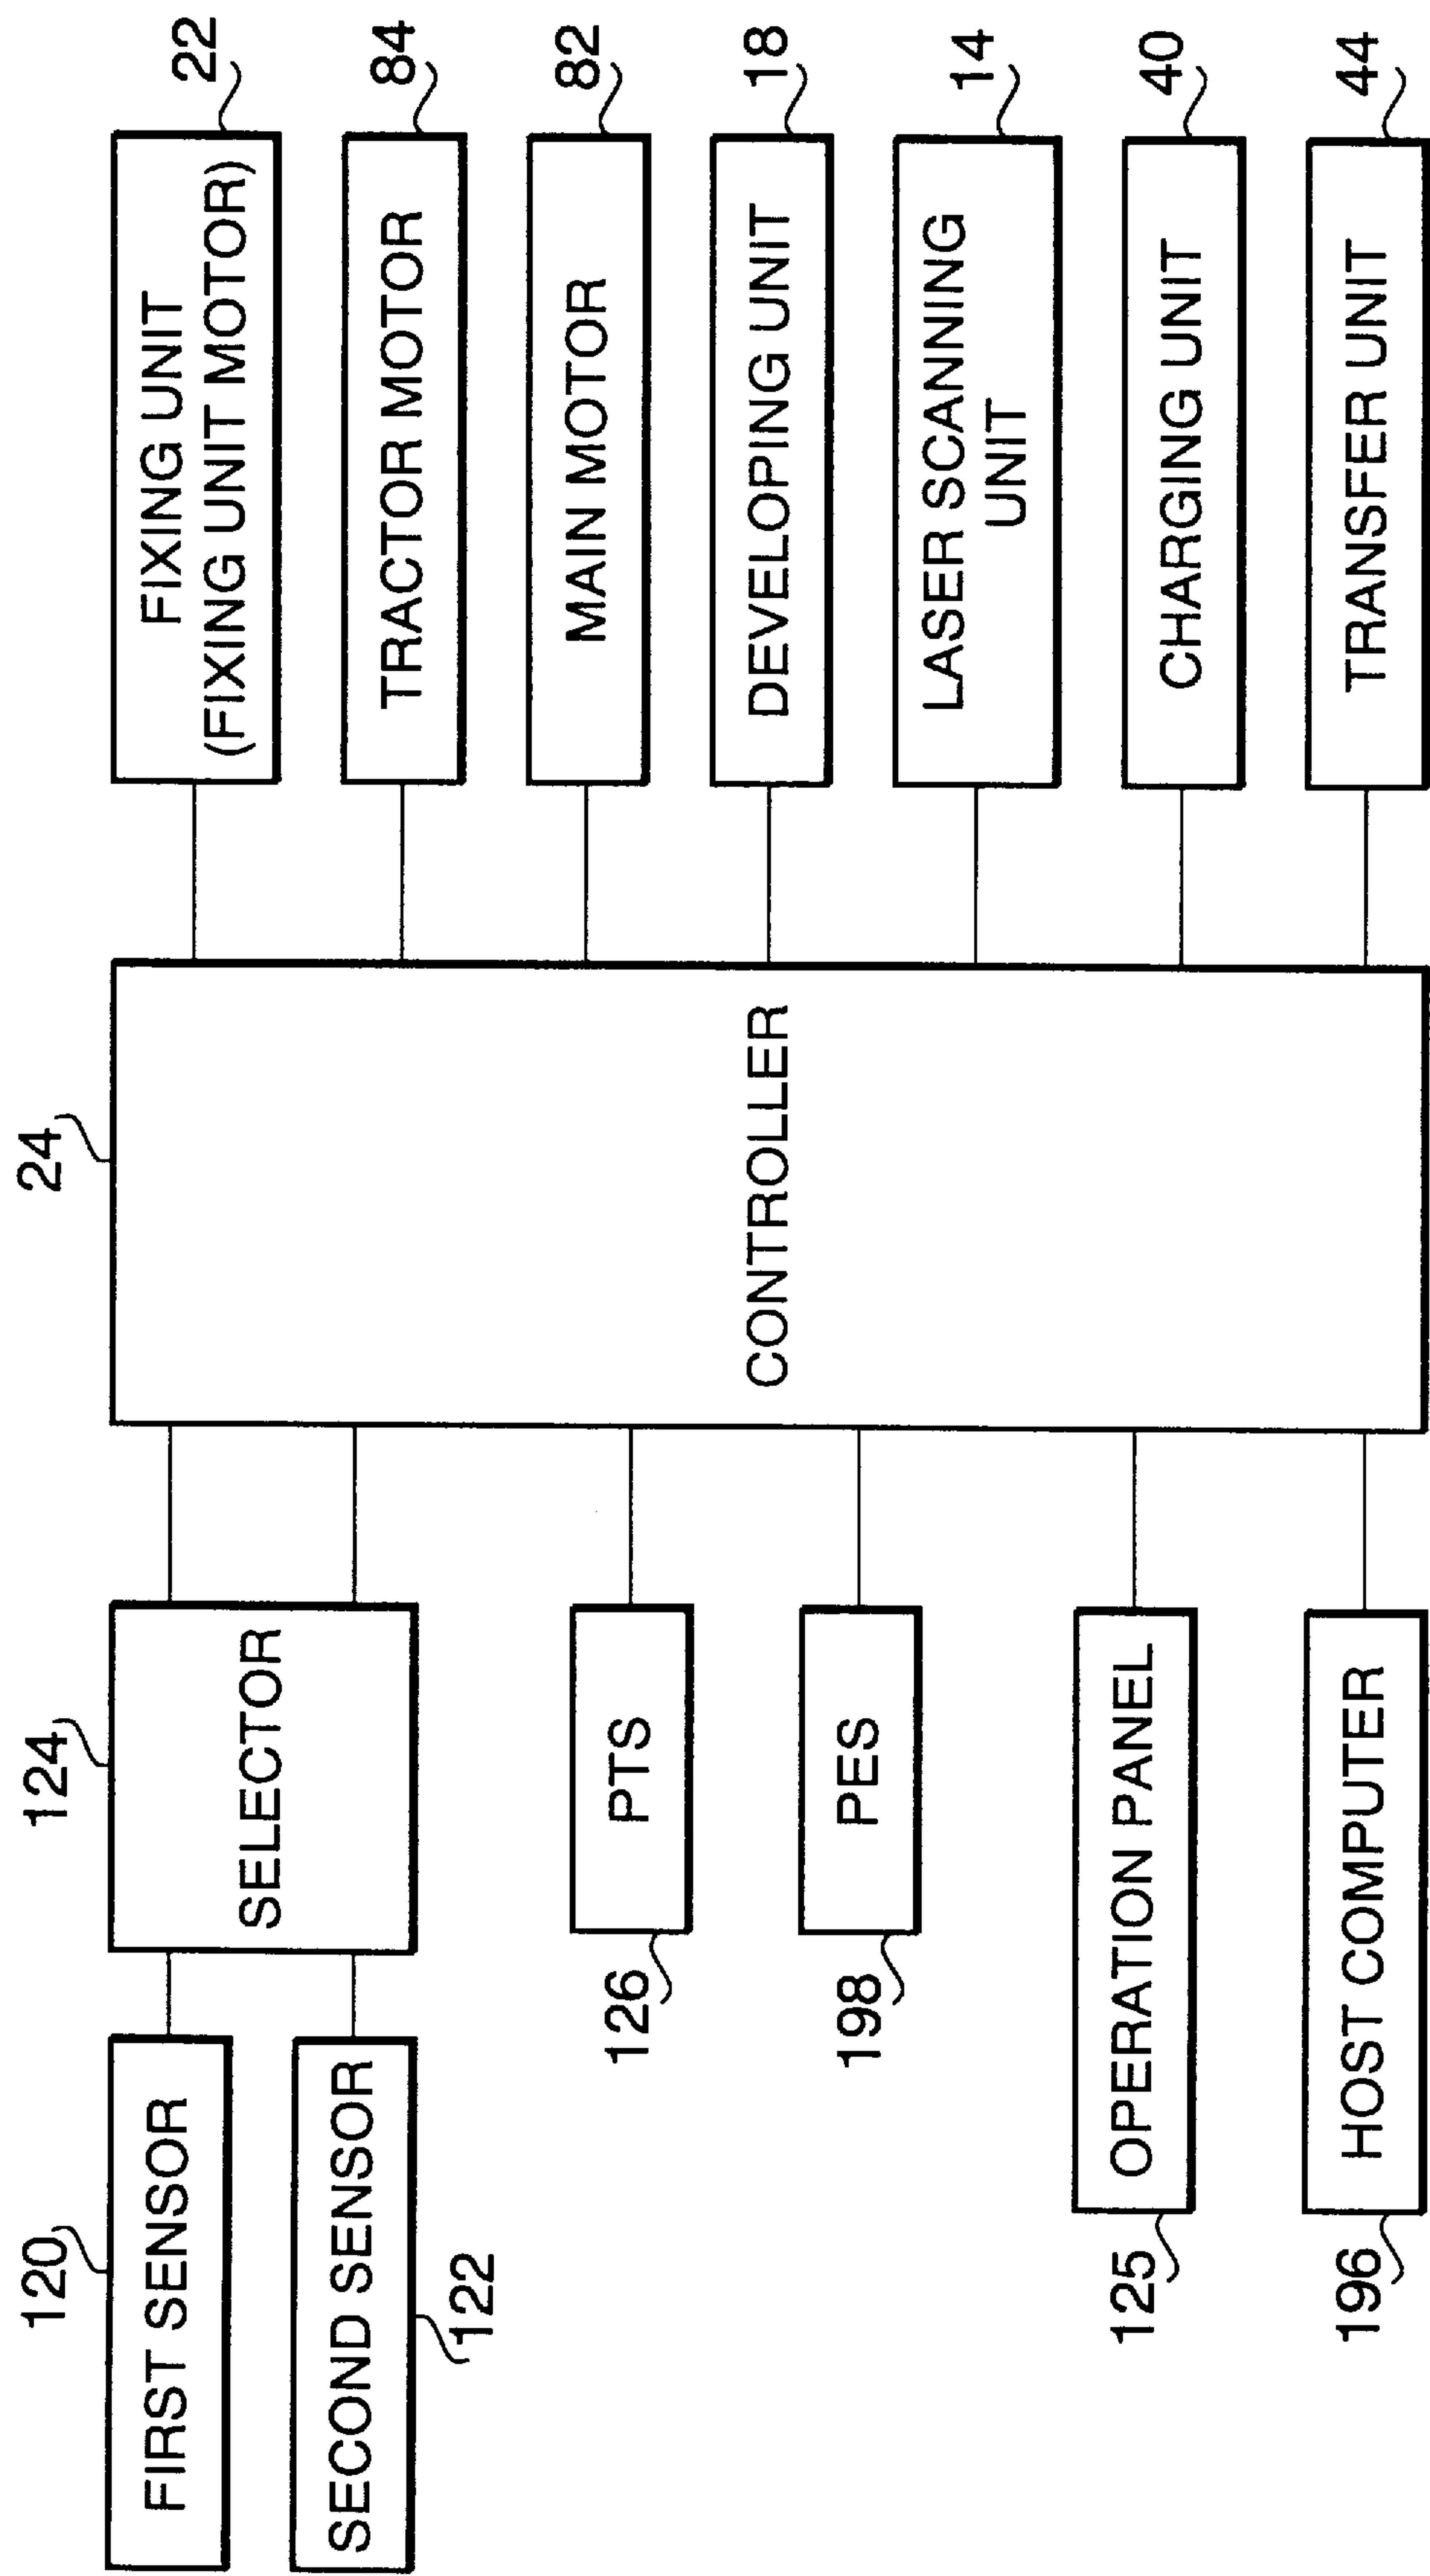 120
FIRST SENSOR
SECOND SENSOR
122
124
SELECTOR
PTS
126
PES
198
OPERATION PANEL
125
HOST COMPUTER
196
24
CONTROLLER
FIXING UNIT
(FIXING UNIT MOTOR)
22
TRACTOR MOTOR
84
MAIN MOTOR
82
DEVELOPING UNIT
18
LASER SCANNING
UNIT
14
CHARGING UNIT
40
TRANSFER UNIT
44